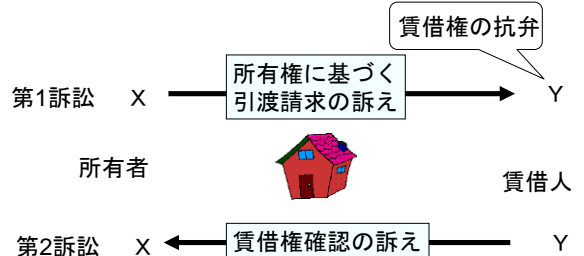 賃借権の抗弁
所有権に基づく
引渡請求の訴え
第1訴訟 X Y
所有者
賃借人
第2訴訟 X 賃借権確認の訴え Y